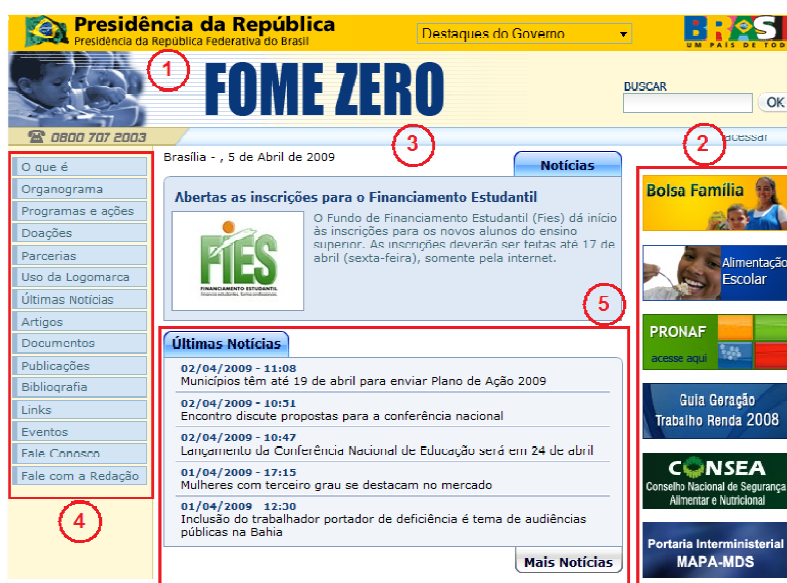 Presidência da República
Presidência da República Federativa do Brasil
Destaques do Governo
BRASI
UM PAÍS DE TOD
1
FOME ZERO
BUSCAR
OK
0800 707 2003
3
2
acessar
Brasília - , 5 de Abril de 2009
Notícias
O que é
Organograma
Programas e ações
Doações
Parcerias
Uso da Logomarca
Últimas Notícias
Artigos
Documentos
Publicações
Bibliografia
Links
Eventos
Fale Conosco
Fale com a Redação
4
Abertas as inscrições para o Financiamento Estudantil
FIES
FINANCIAMENTO ESTUDANTIL
Financia estudantes, forma profissionais.
O Fundo de Financiamento Estudantil (Fies) dá início
às inscrições para os novos alunos do ensino
superior. As inscrições deverão ser feitas até 17 de
abril (sexta-feira), somente pela internet.
5
Últimas Notícias
02/04/2009 - 11:08
Municípios têm até 19 de abril para enviar Plano de Ação 2009
02/04/2009 - 10:51
Encontro discute propostas para a conferência nacional
02/04/2009 - 10:47
Lançamento da Conferência Nacional de Educação será em 24 de abril
01/04/2009 - 17:15
Mulheres com terceiro grau se destacam no mercado
01/04/2009 12:30
Inclusão do trabalhador portador de deficiência é tema de audiências
públicas na Bahia
Mais Notícias
Bolsa Família
Alimentação
Escolar
PRONAF
acesse aqui
Guia Geração
Trabalho Renda 2008
CONSEA
Conselho Nacional de Segurança
Alimentar e Nutricional
Portaria Interministerial
MAPA-MDS